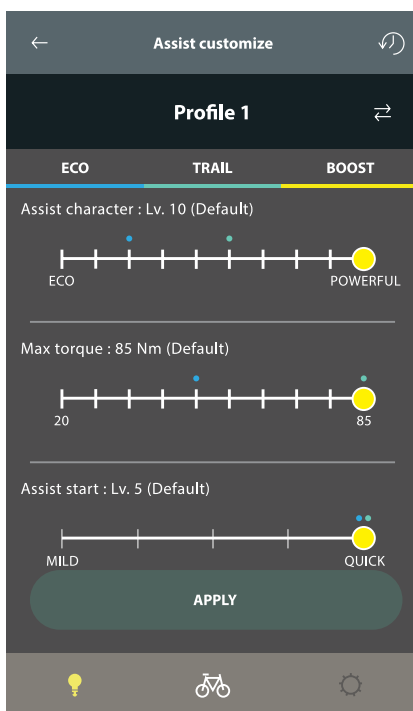 Assist customize
Profile 1
ECO TRAIL BOOST
Assist character : Lv. 10 (Default)
ECO POWERFUL
Max torque : 85 Nm (Default)
20 85
Assist start : Lv. 5 (Default)
MILD QUICK
APPLY